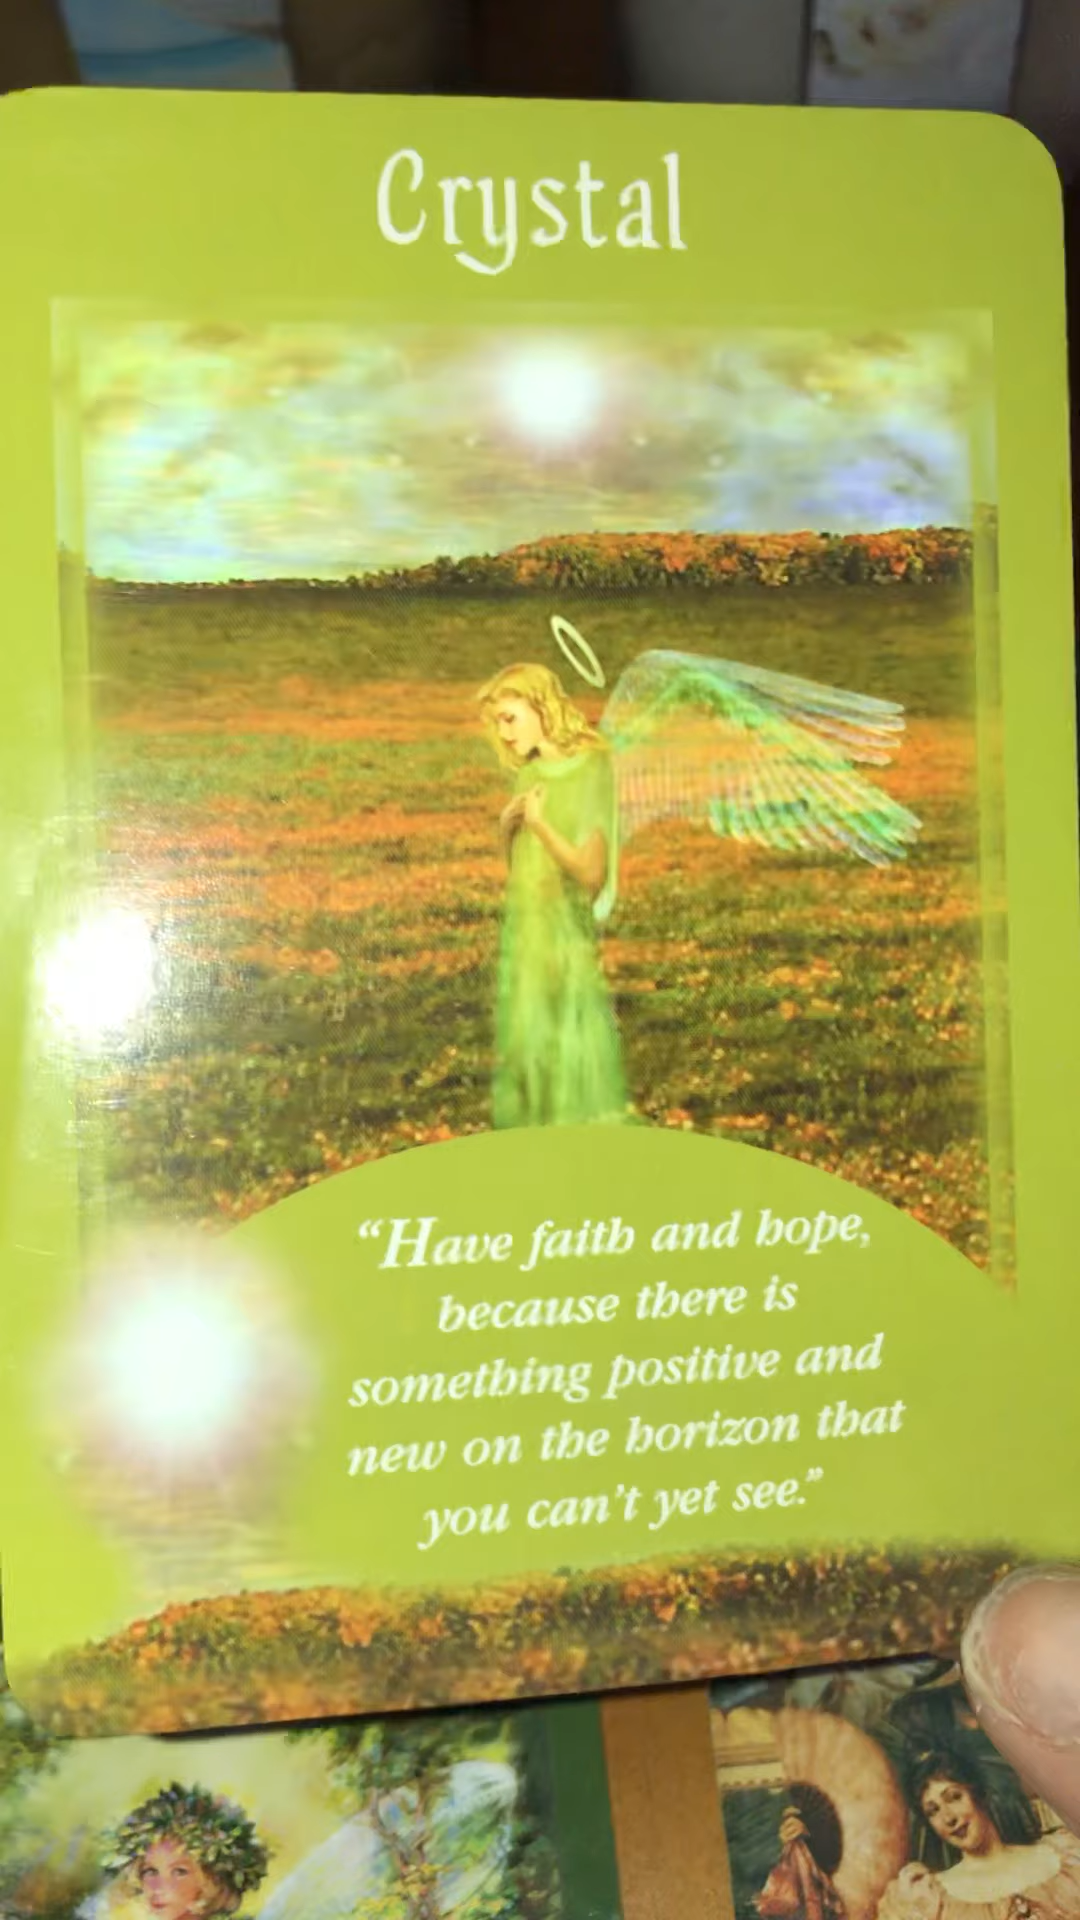 Crystal
“Have faith and hope,
because there is
something positive and
new on the horizon that
you can’t yet see.”